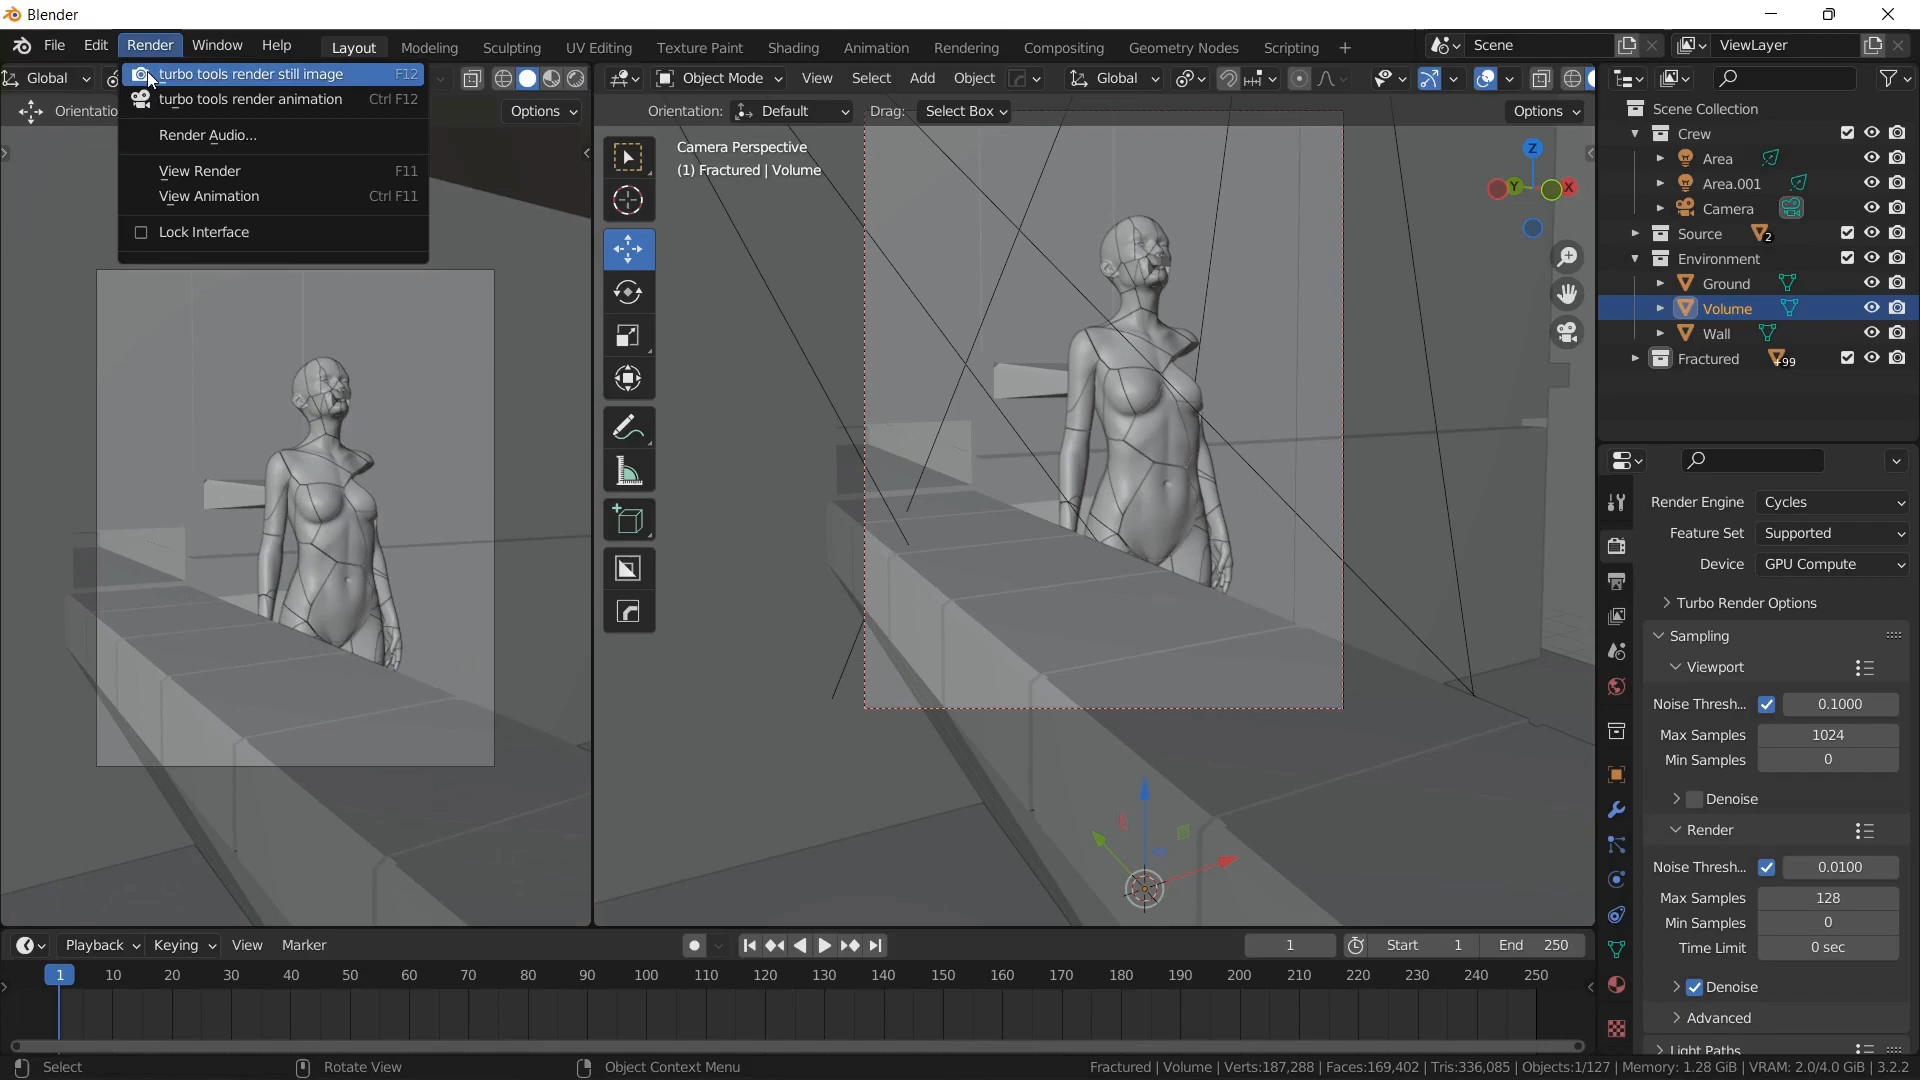 Blender
File Edit Render Window Help Layout Modeling Sculpting UV Editing Texture Paint Shading Animation Rendering Compositing Geometry Nodes Scripting + Scene ViewLayer
turbo tools render still image F12
turbo tools render animation Ctrl F12
Render Audio...
View Render F11
View Animation Ctrl F11
Lock Interface
Global
Orientatio
Options
Object Mode View Select Add Object Global
Orientation: Default Drag: Select Box Options
Camera Perspective
(1) Fractured | Volume
Z
Y X
Scene Collection
Crew
Area
Area.001
Camera
Source 2
Environment
Ground
Volume
Wall
Fractured +99
Render Engine Cycles
Feature Set Supported
Device GPU Compute
Turbo Render Options
Sampling
Viewport
Noise Thresh... 0.1000
Max Samples 1024
Min Samples 0
Denoise
Render
Noise Thresh... 0.0100
Max Samples 128
Min Samples 0
Time Limit 0 sec
Denoise
Advanced
Light Paths
Playback Keying View Marker 1 Start 1 End 250
1 10 20 30 40 50 60 70 80 90 100 110 120 130 140 150 160 170 180 190 200 210 220 230 240 250
Select Rotate View Object Context Menu Fractured | Volume | Verts:187,288 | Faces:169,402 | Tris:336,085 | Objects:1/127 | Memory: 1.28 GiB | VRAM: 2.0/4.0 GiB | 3.2.2